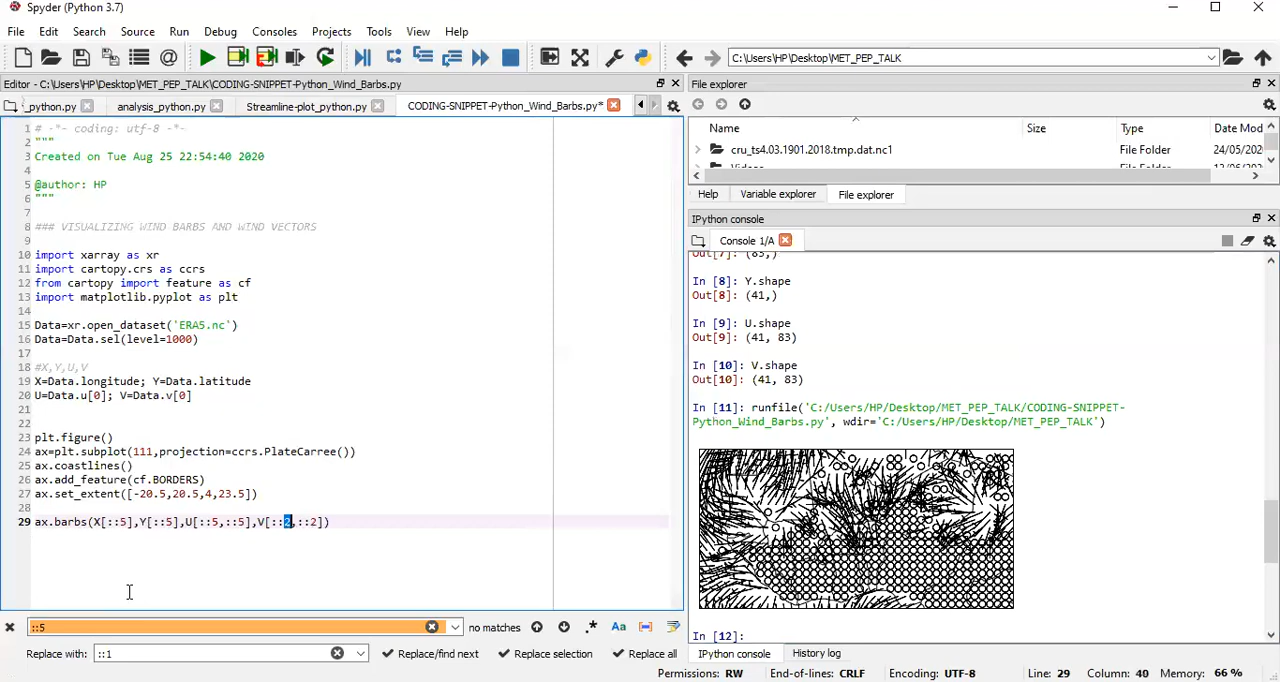 Spyder (Python 3.7)
File Edit Search Source Run Debug Consoles Projects Tools View Help
C:\Users\HP\Desktop\MET_PEP_TALK
Editor - C:\Users\HP\Desktop\MET_PEP_TALK\CODING-SNIPPET-Python_Wind_Barbs.py
_python.py analysis_python.py Streamline-plot_python.py CODING-SNIPPET-Python_Wind_Barbs.py*
1 # -*- coding: utf-8 -*-
2 """
3 Created on Tue Aug 25 22:54:40 2020
4
5 @author: HP
6 """
7
8 ### VISUALIZING WIND BARBS AND WIND VECTORS
9
10 import xarray as xr
11 import cartopy.crs as ccrs
12 from cartopy import feature as cf
13 import matplotlib.pyplot as plt
14
15 Data=xr.open_dataset('ERA5.nc')
16 Data=Data.sel(level=1000)
17
18 #X,Y,U,V
19 X=Data.longitude; Y=Data.latitude
20 U=Data.u[0]; V=Data.v[0]
21
22
23 plt.figure()
24 ax=plt.subplot(111,projection=ccrs.PlateCarree())
25 ax.coastlines()
26 ax.add_feature(cf.BORDERS)
27 ax.set_extent([-20.5,20.5,4,23.5])
28
29 ax.barbs(X[::5],Y[::5],U[::5,::5],V[::2,::2])
::5 no matches
Replace with: ::1 Replace/find next Replace selection Replace all
File explorer
Name Size Type Date Mod
cru_ts4.03.1901.2018.tmp.dat.nc1 File Folder 24/05/202
Videos File Folder
Help Variable explorer File explorer
IPython console
Console 1/A
Out[7]: (83,)
In [8]: Y.shape
Out[8]: (41,)
In [9]: U.shape
Out[9]: (41, 83)
In [10]: V.shape
Out[10]: (41, 83)
In [11]: runfile('C:/Users/HP/Desktop/MET_PEP_TALK/CODING-SNIPPET-
Python_Wind_Barbs.py', wdir='C:/Users/HP/Desktop/MET_PEP_TALK')
In [12]:
IPython console History log
Permissions: RW End-of-lines: CRLF Encoding: UTF-8 Line: 29 Column: 40 Memory: 66 %